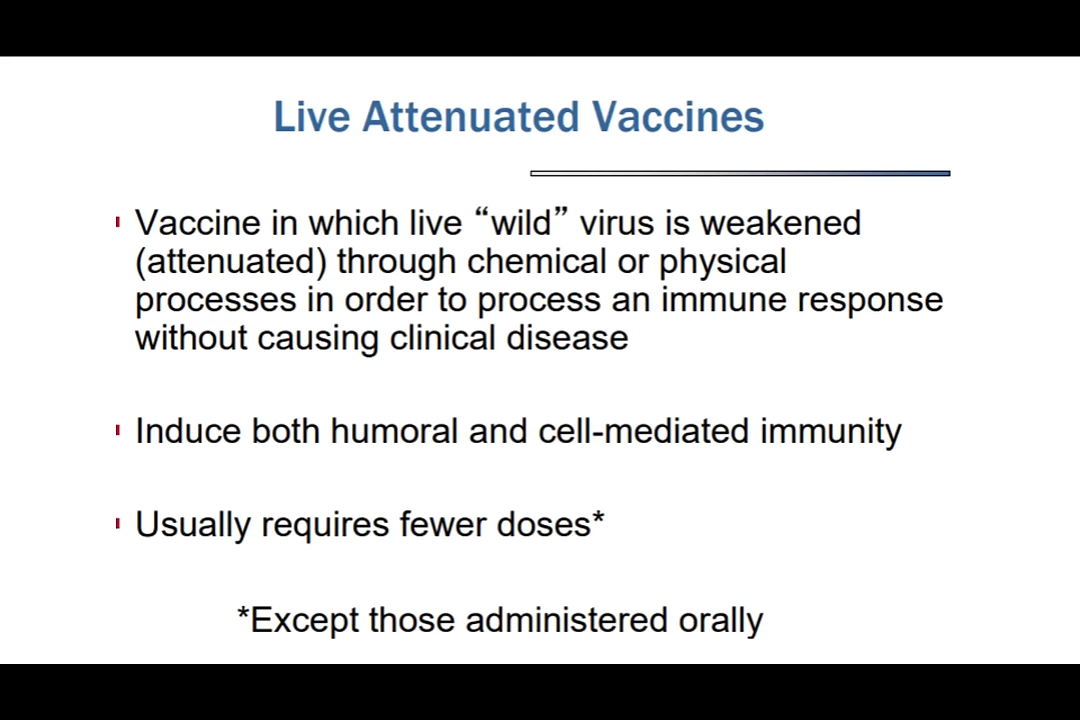 Live Attenuated Vaccines
Vaccine in which live “wild” virus is weakened
(attenuated) through chemical or physical
processes in order to process an immune response
without causing clinical disease
Induce both humoral and cell-mediated immunity
Usually requires fewer doses*
*Except those administered orally